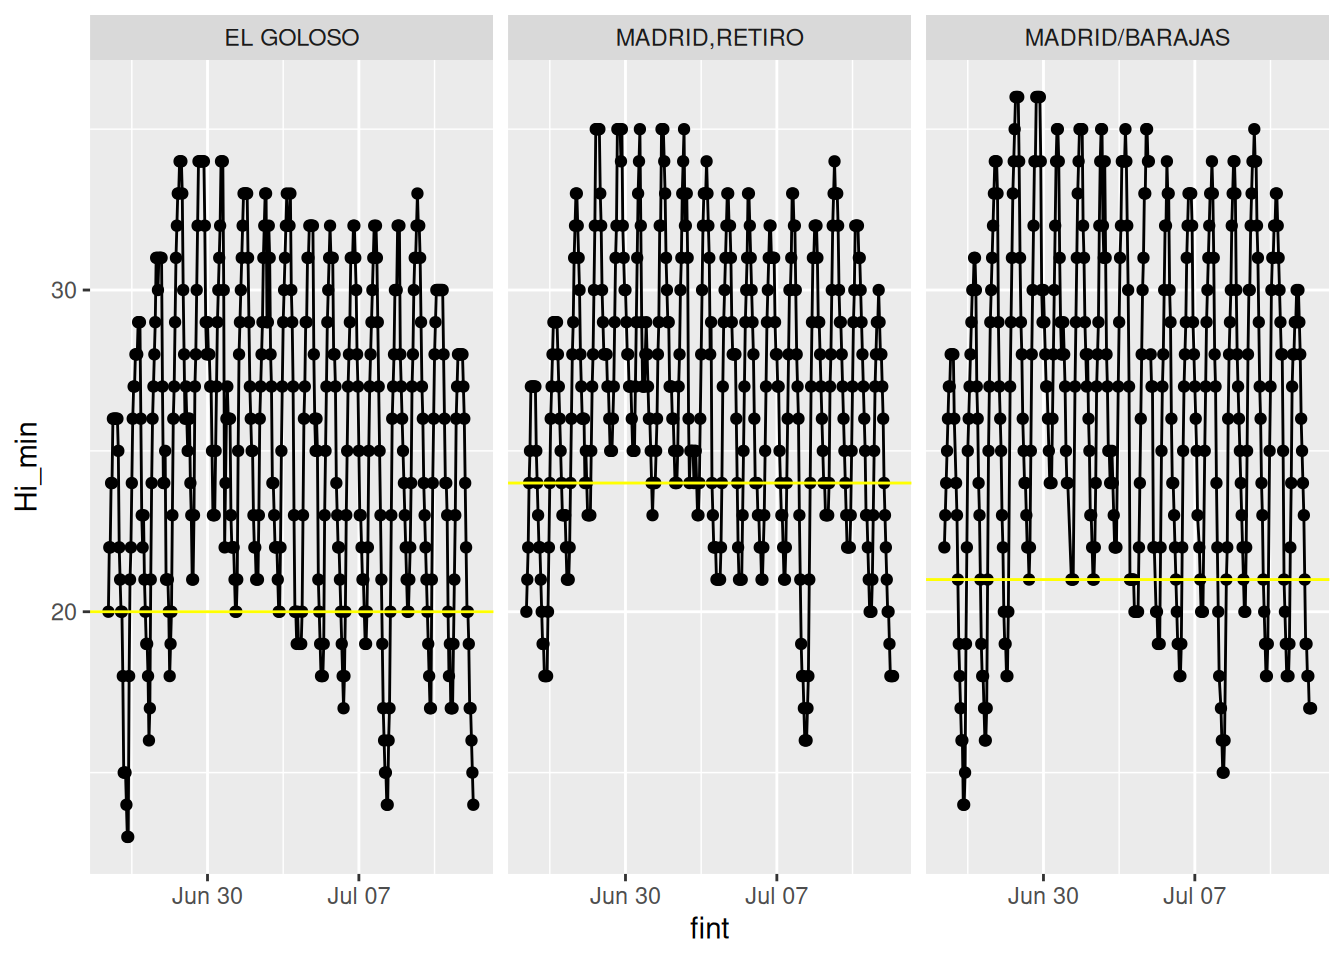 EL GOLOSO
MADRID,RETIRO
MADRID/BARAJAS
Hi_min
30
20
Jun 30
Jul 07
Jun 30
Jul 07
Jun 30
Jul 07
fint